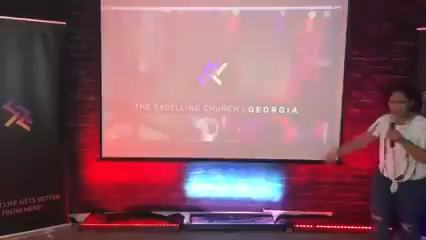 THE EXCELLING CHURCH | GEORGIA
LIFE GETS BETTER
FROM HERE!